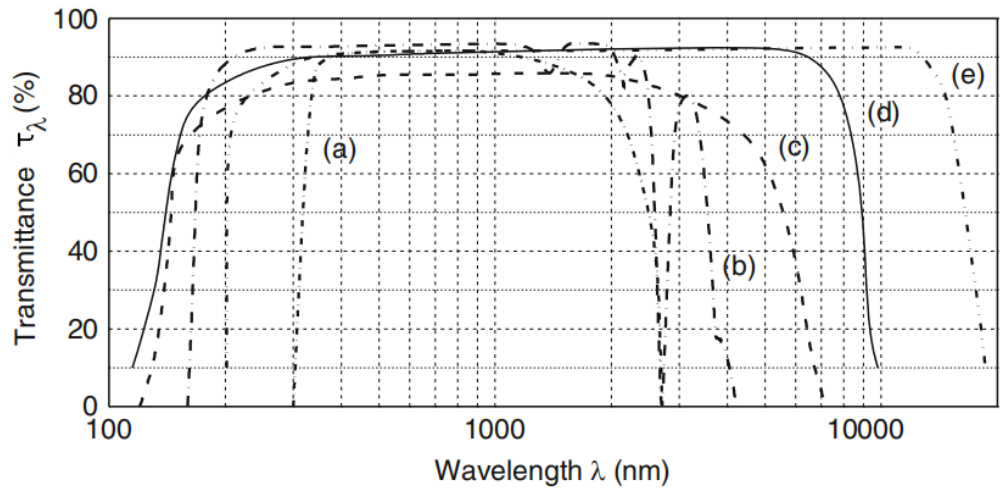 100
80
60
40
20
0
Transmittance τλ (%)
(a)
(b)
(c)
(d)
(e)
100
1000
10000
Wavelength λ (nm)